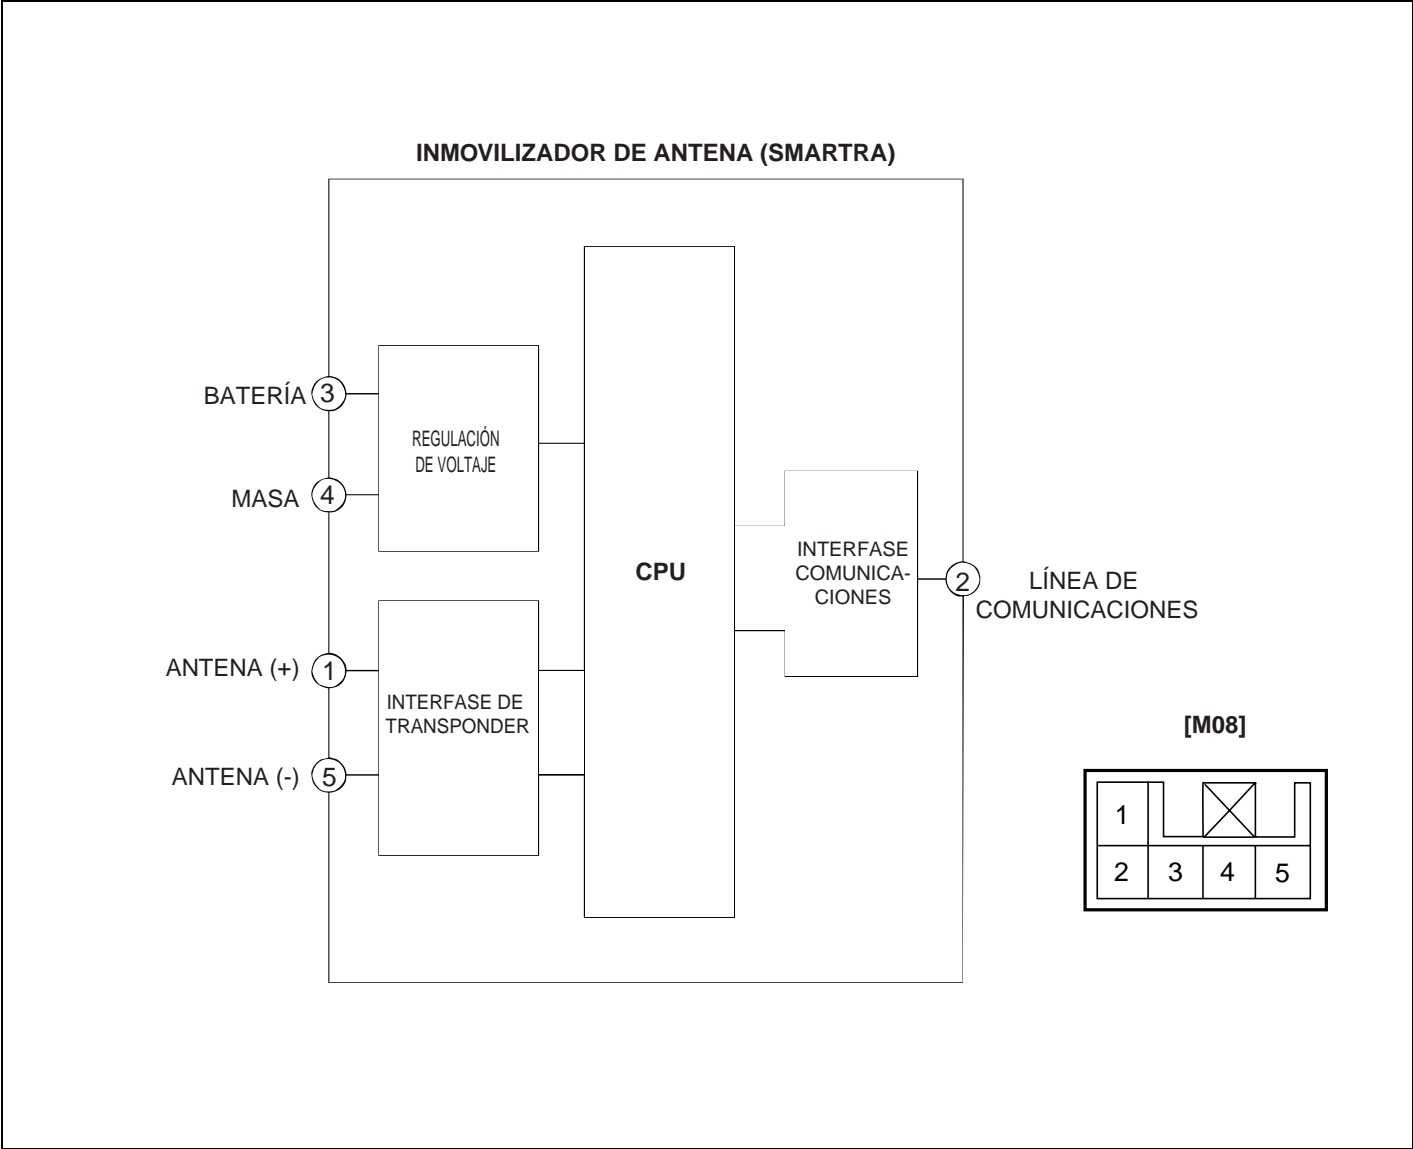 INMOVILIZADOR DE ANTENA (SMARTRA)
BATERÍA
3
REGULACIÓN
DE VOLTAJE
MASA
4
CPU
INTERFASE
COMUNICA-
CIONES
2
LÍNEA DE
COMUNICACIONES
ANTENA (+)
1
INTERFASE DE
TRANSPONDER
ANTENA (-)
5
[M08]
1
2 3 4 5